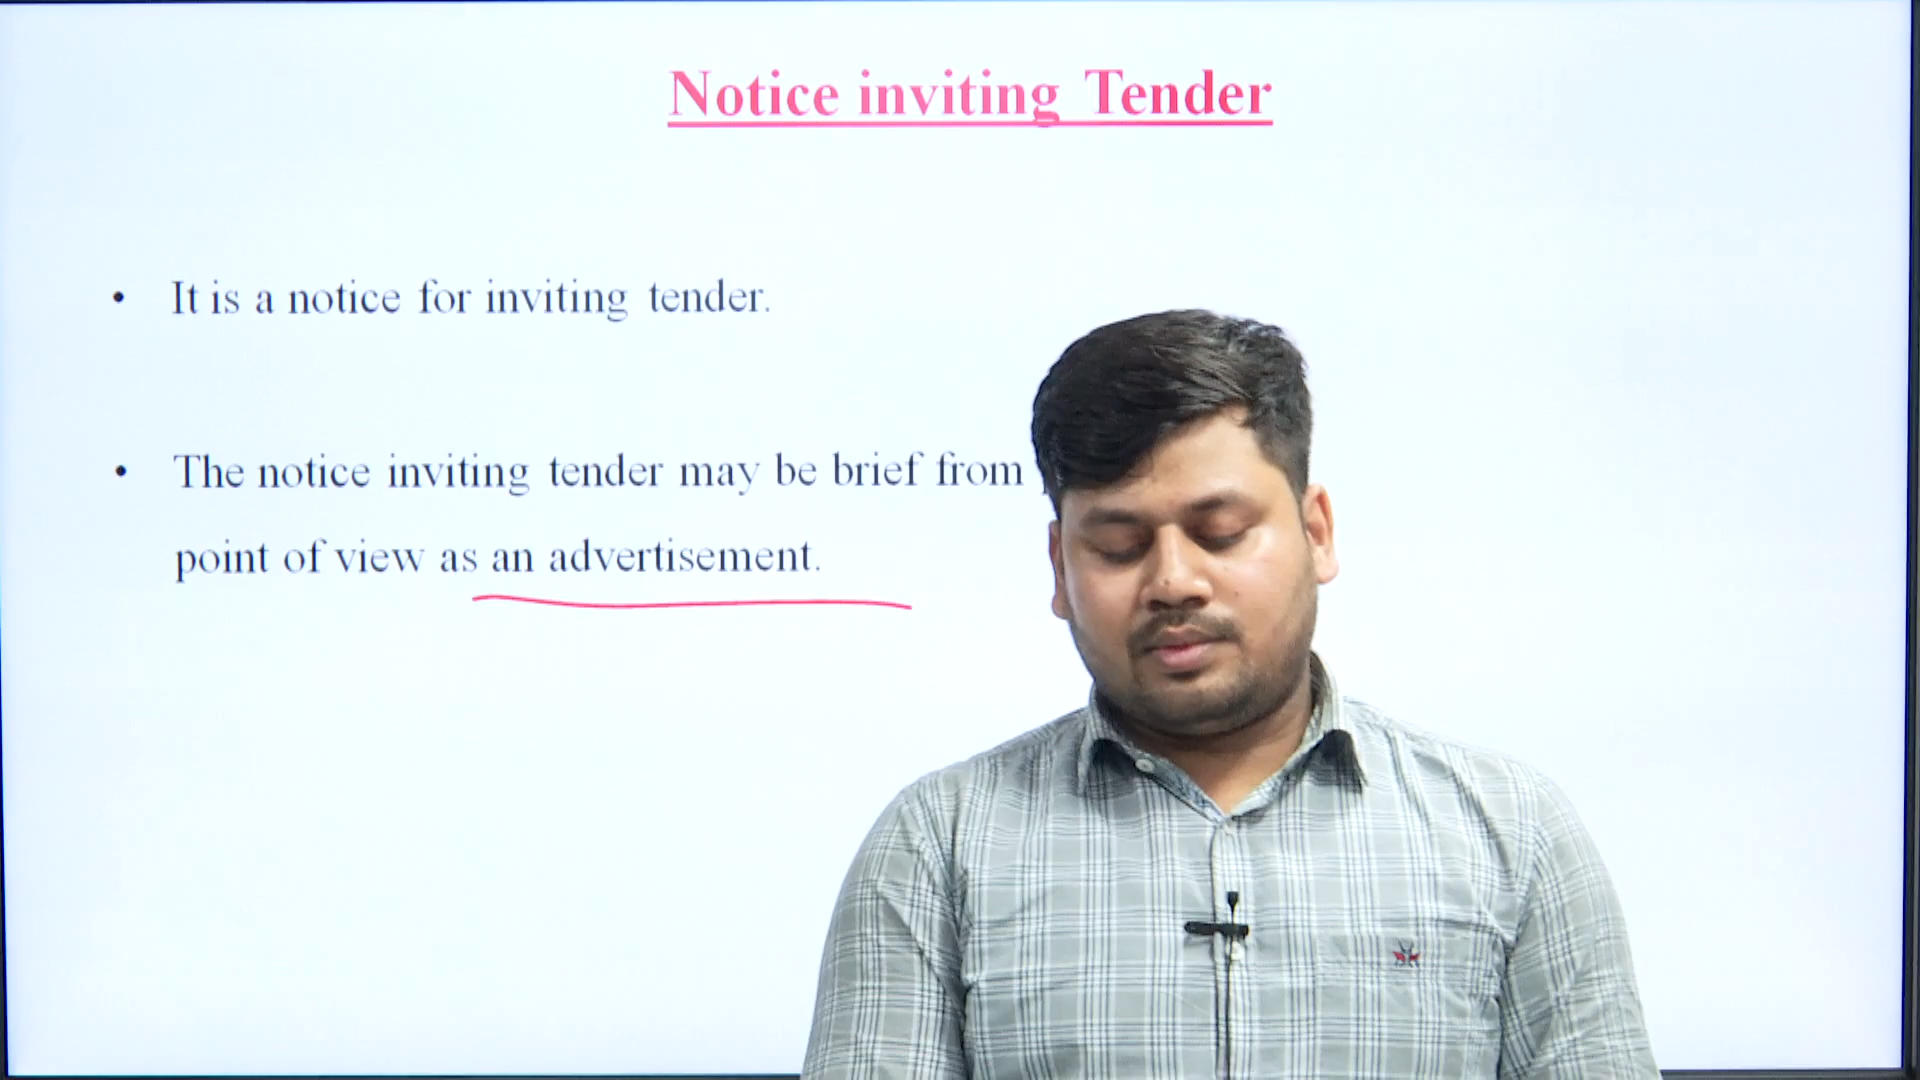 Notice inviting Tender
• It is a notice for inviting tender.
• The notice inviting tender may be brief from
point of view as an advertisement.